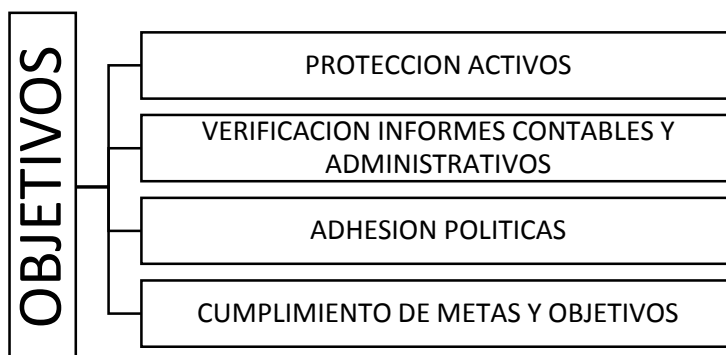 OBJETIVOS
PROTECCION ACTIVOS
VERIFICACION INFORMES CONTABLES Y
ADMINISTRATIVOS
ADHESION POLITICAS
CUMPLIMIENTO DE METAS Y OBJETIVOS